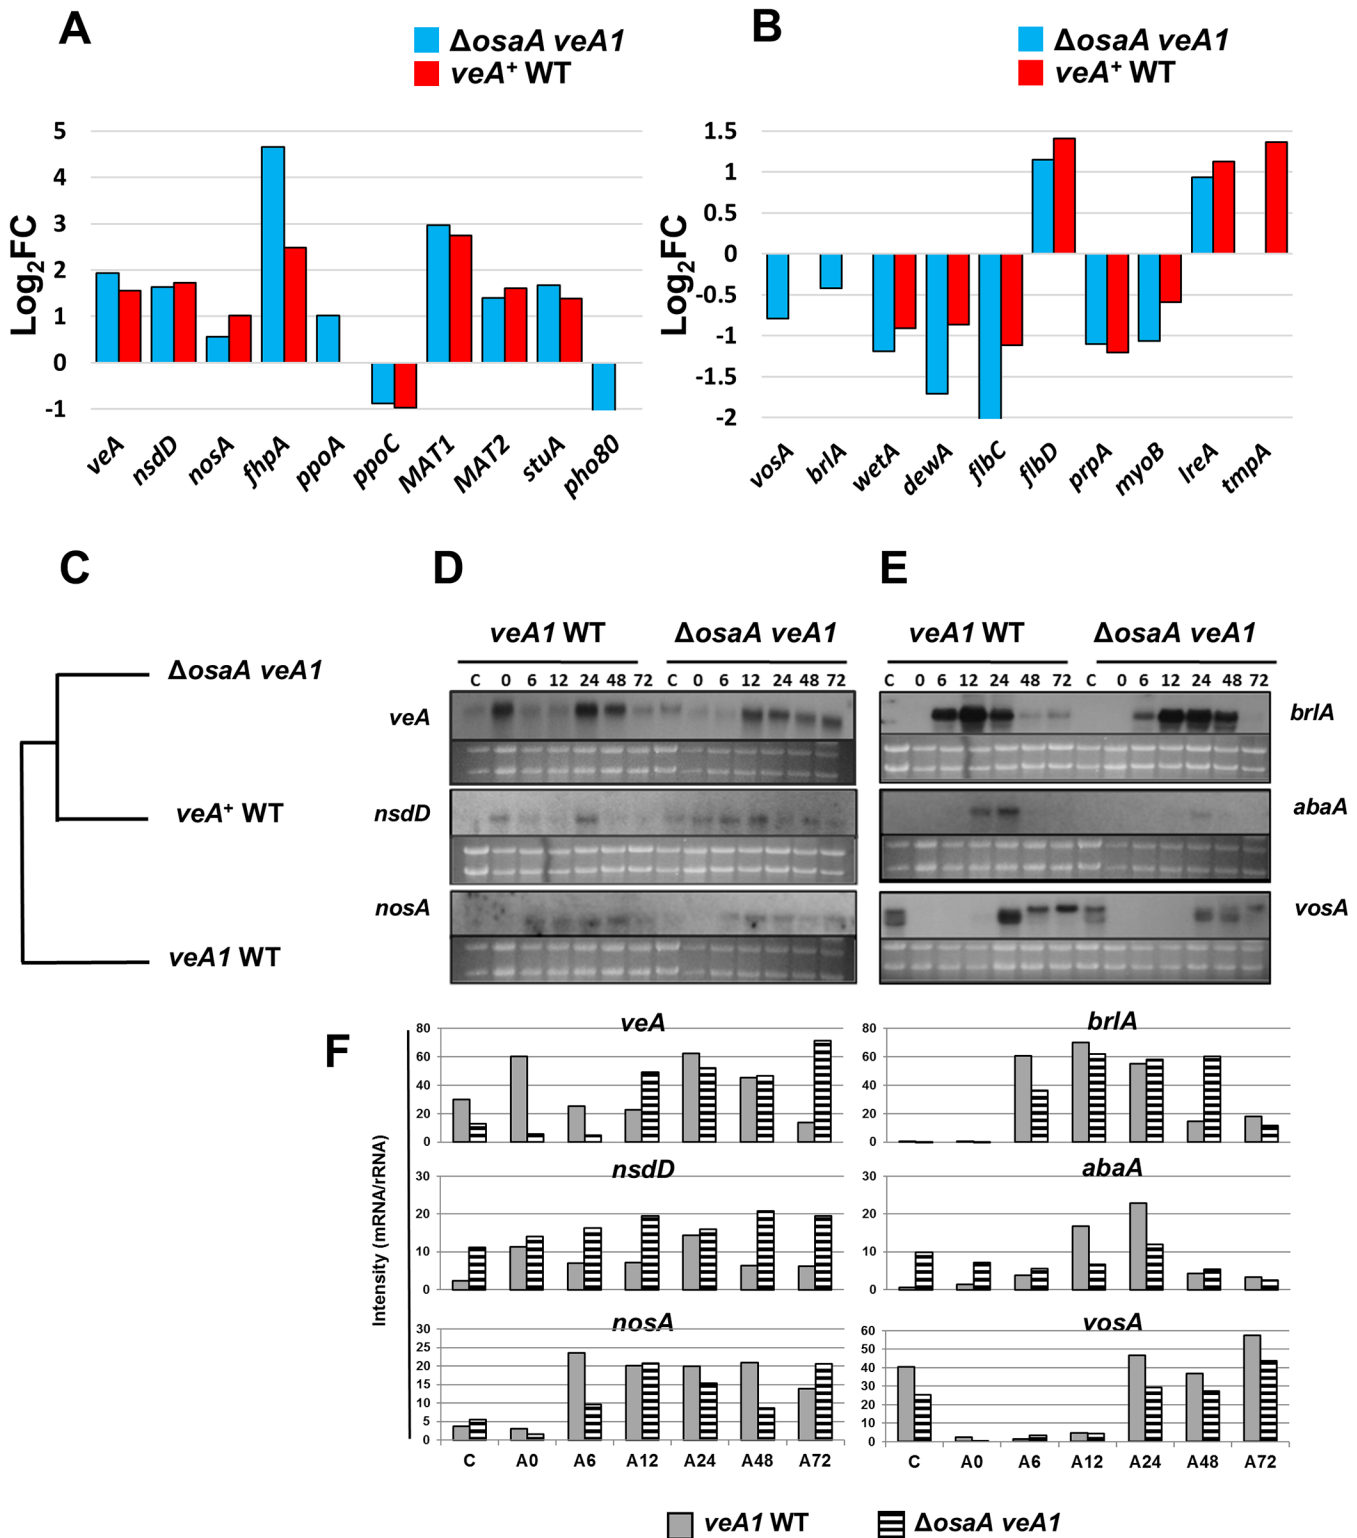 A
ΔosaA veA1
veA+ WT
Log2FC
5
4
3
2
1
0
-1
veA nsdD nosA fhpA ppoA ppoC MAT1 MAT2 stuA pho80
B
ΔosaA veA1
veA+ WT
Log2FC
1.5
1
0.5
0
-0.5
-1
-1.5
-2
vosA brlA wetA dewA flbC flbD prpA myoB lreA tmpA
C
ΔosaA veA1
veA+ WT
veA1 WT
D
veA1 WT ΔosaA veA1
C 0 6 12 24 48 72 C 0 6 12 24 48 72
veA
nsdD
nosA
E
veA1 WT ΔosaA veA1
C 0 6 12 24 48 72 C 0 6 12 24 48 72
brlA
abaA
vosA
F
Intensity (mRNA/rRNA)
veA
80
60
40
20
0
brlA
80
60
40
20
0
nsdD
30
20
10
0
abaA
30
20
10
0
nosA
30
25
20
15
10
5
0
C A0 A6 A12 A24 A48 A72
vosA
60
50
40
30
20
10
0
C A0 A6 A12 A24 A48 A72
veA1 WT ΔosaA veA1